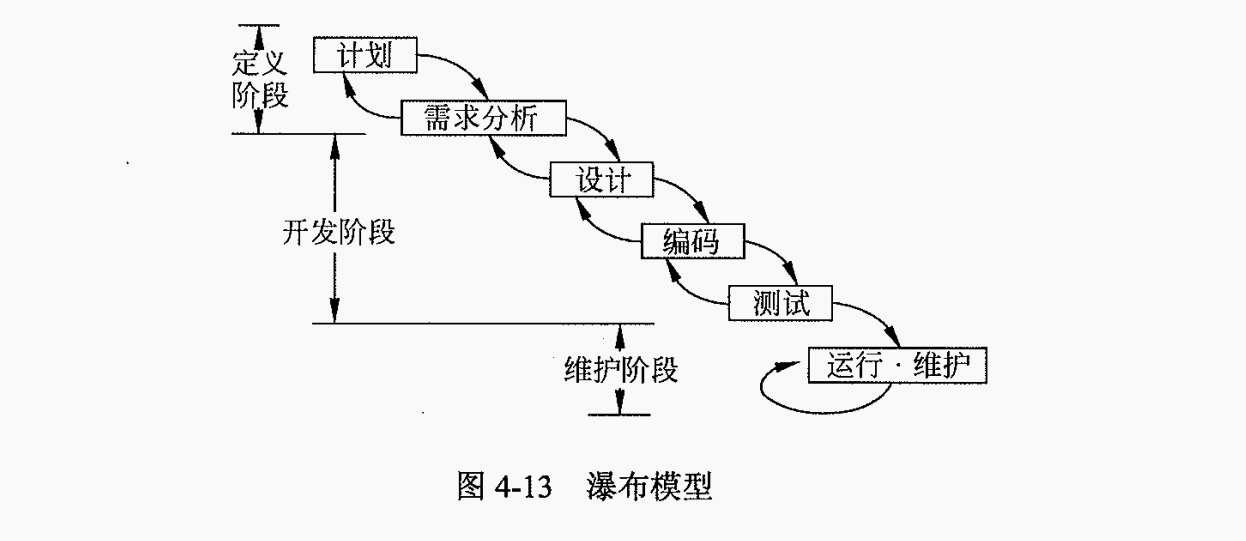 定义
阶段
计划
需求分析
设计
开发阶段
编码
测试
维护阶段
运行·维护
图 4-13 瀑布模型